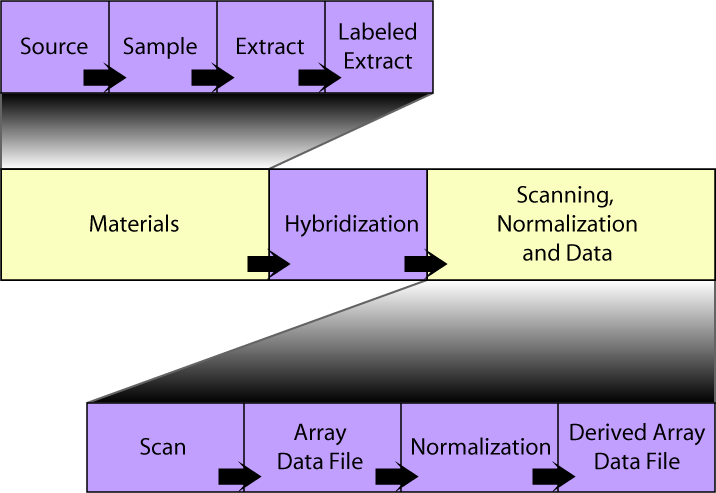 Source
Sample
Extract
Labeled
Extract
Materials
Hybridization
Scanning,
Normalization
and Data
Scan
Array
Data File
Normalization
Derived Array
Data File